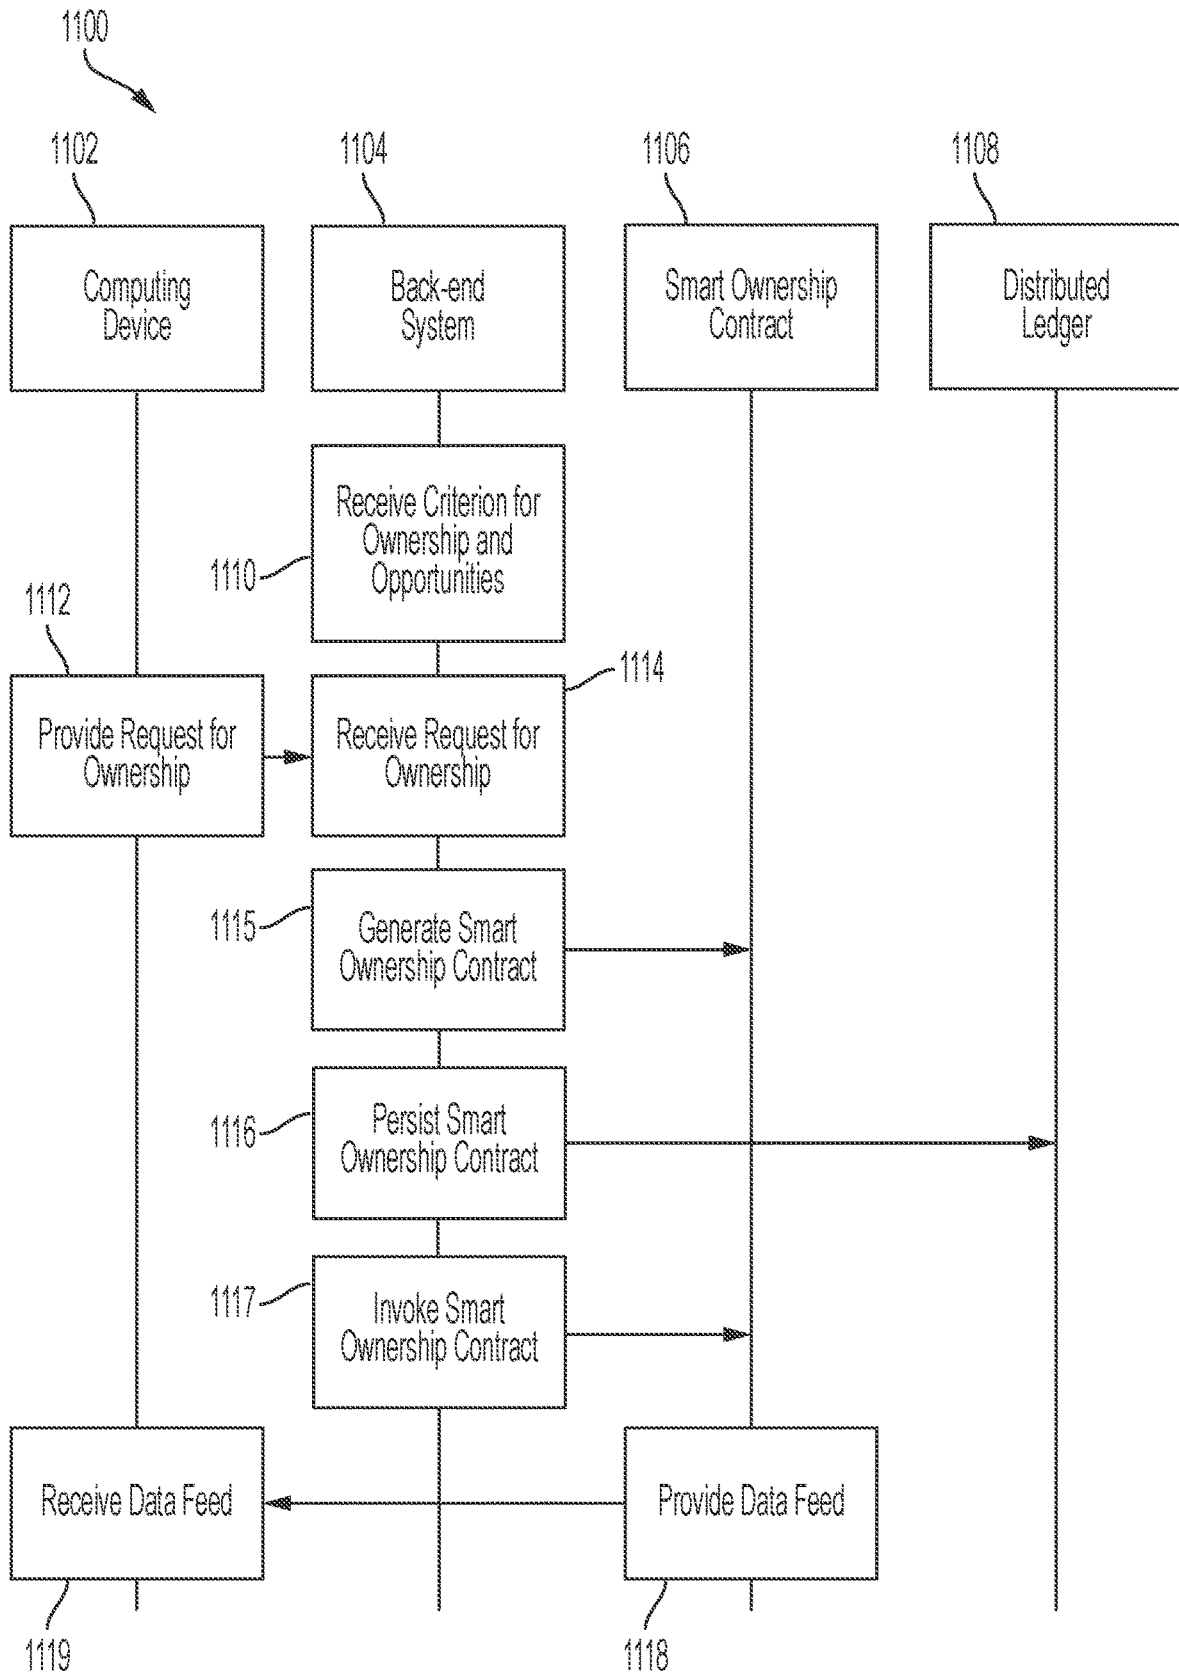 1100
1102
1104
1106
1108
Computing
Device
Back-end
System
Smart Ownership
Contract
Distributed
Ledger
Receive Criterion for
Ownership and
Opportunities
1110
1112
1114
Provide Request for
Ownership
Receive Request for
Ownership
1115
Generate Smart
Ownership Contract
1116
Persist Smart
Ownership Contract
1117
Invoke Smart
Ownership Contract
Receive Data Feed
Provide Data Feed
1119
1118